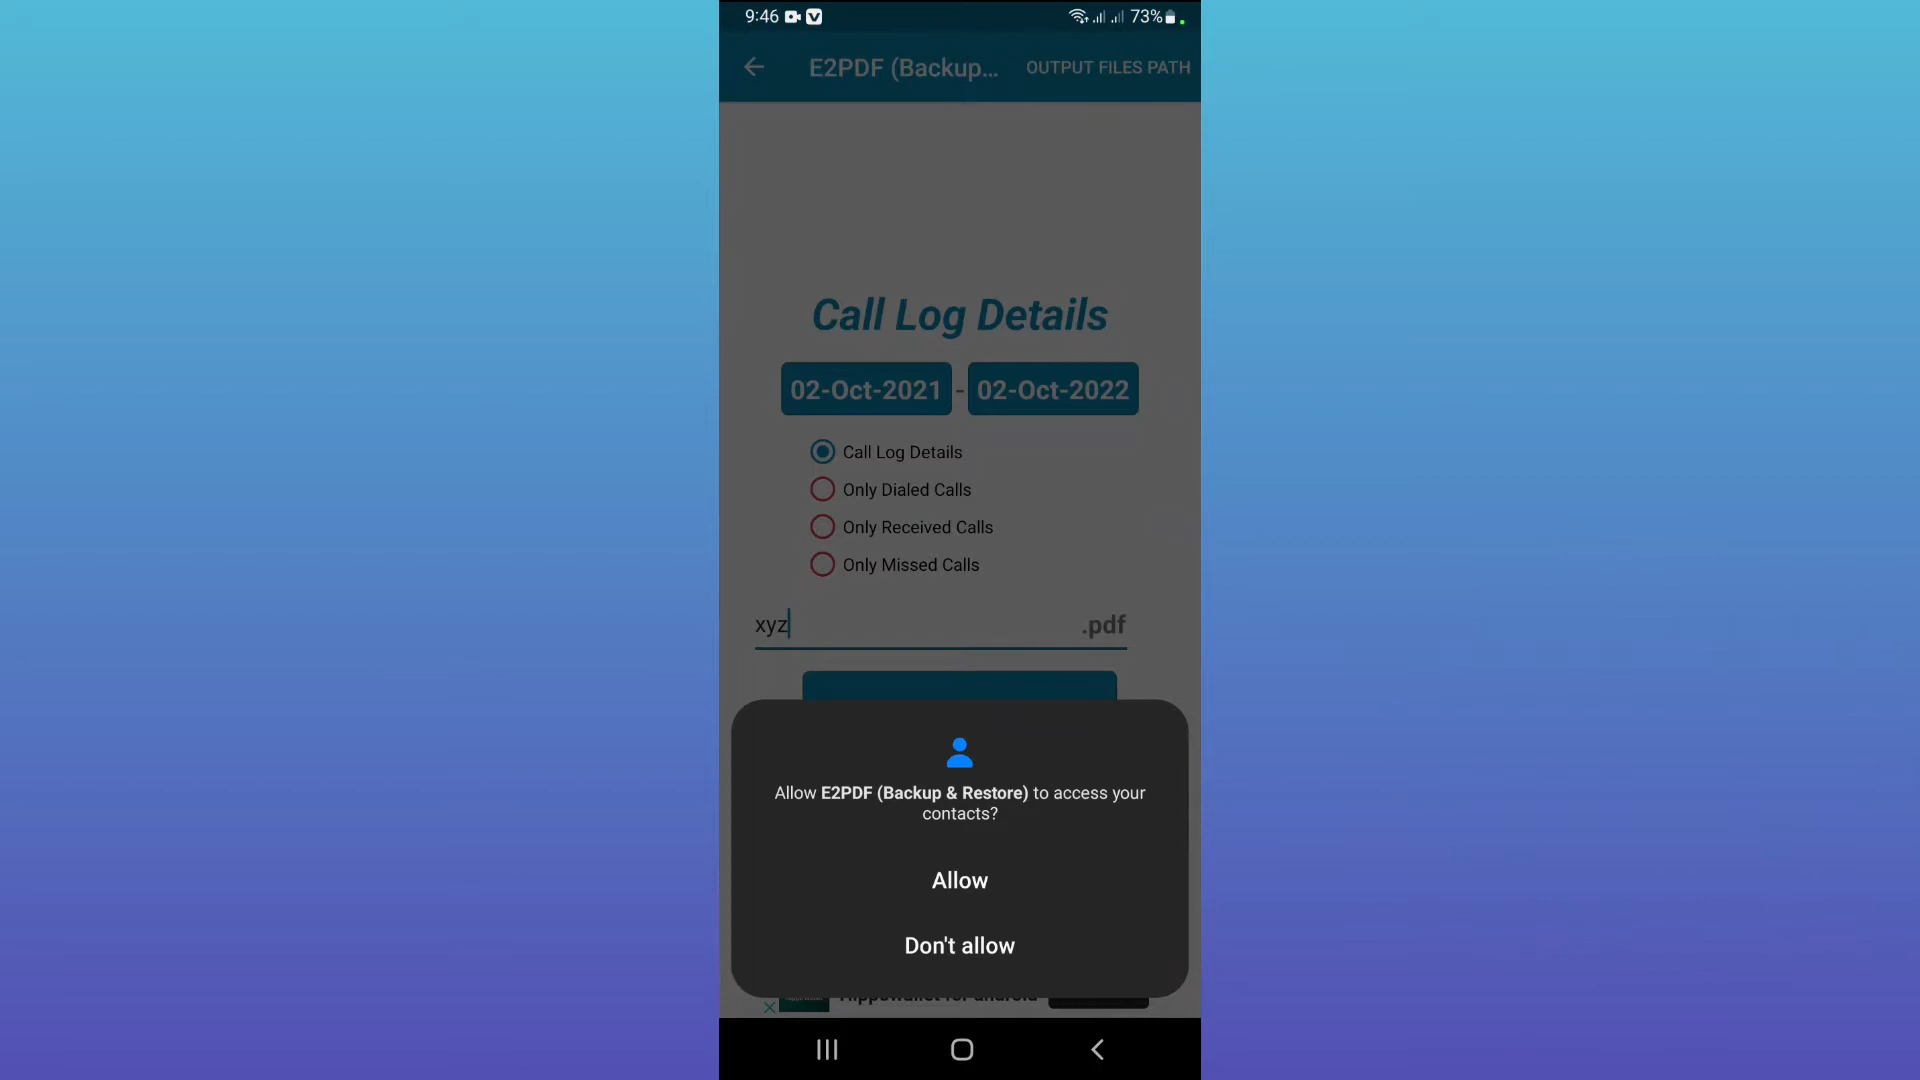 9:46
73%
E2PDF (Backup...
OUTPUT FILES PATH
Call Log Details
02-Oct-2021 - 02-Oct-2022
Call Log Details
Only Dialed Calls
Only Received Calls
Only Missed Calls
xyz
.pdf
Allow E2PDF (Backup & Restore) to access your
contacts?
Allow
Don't allow